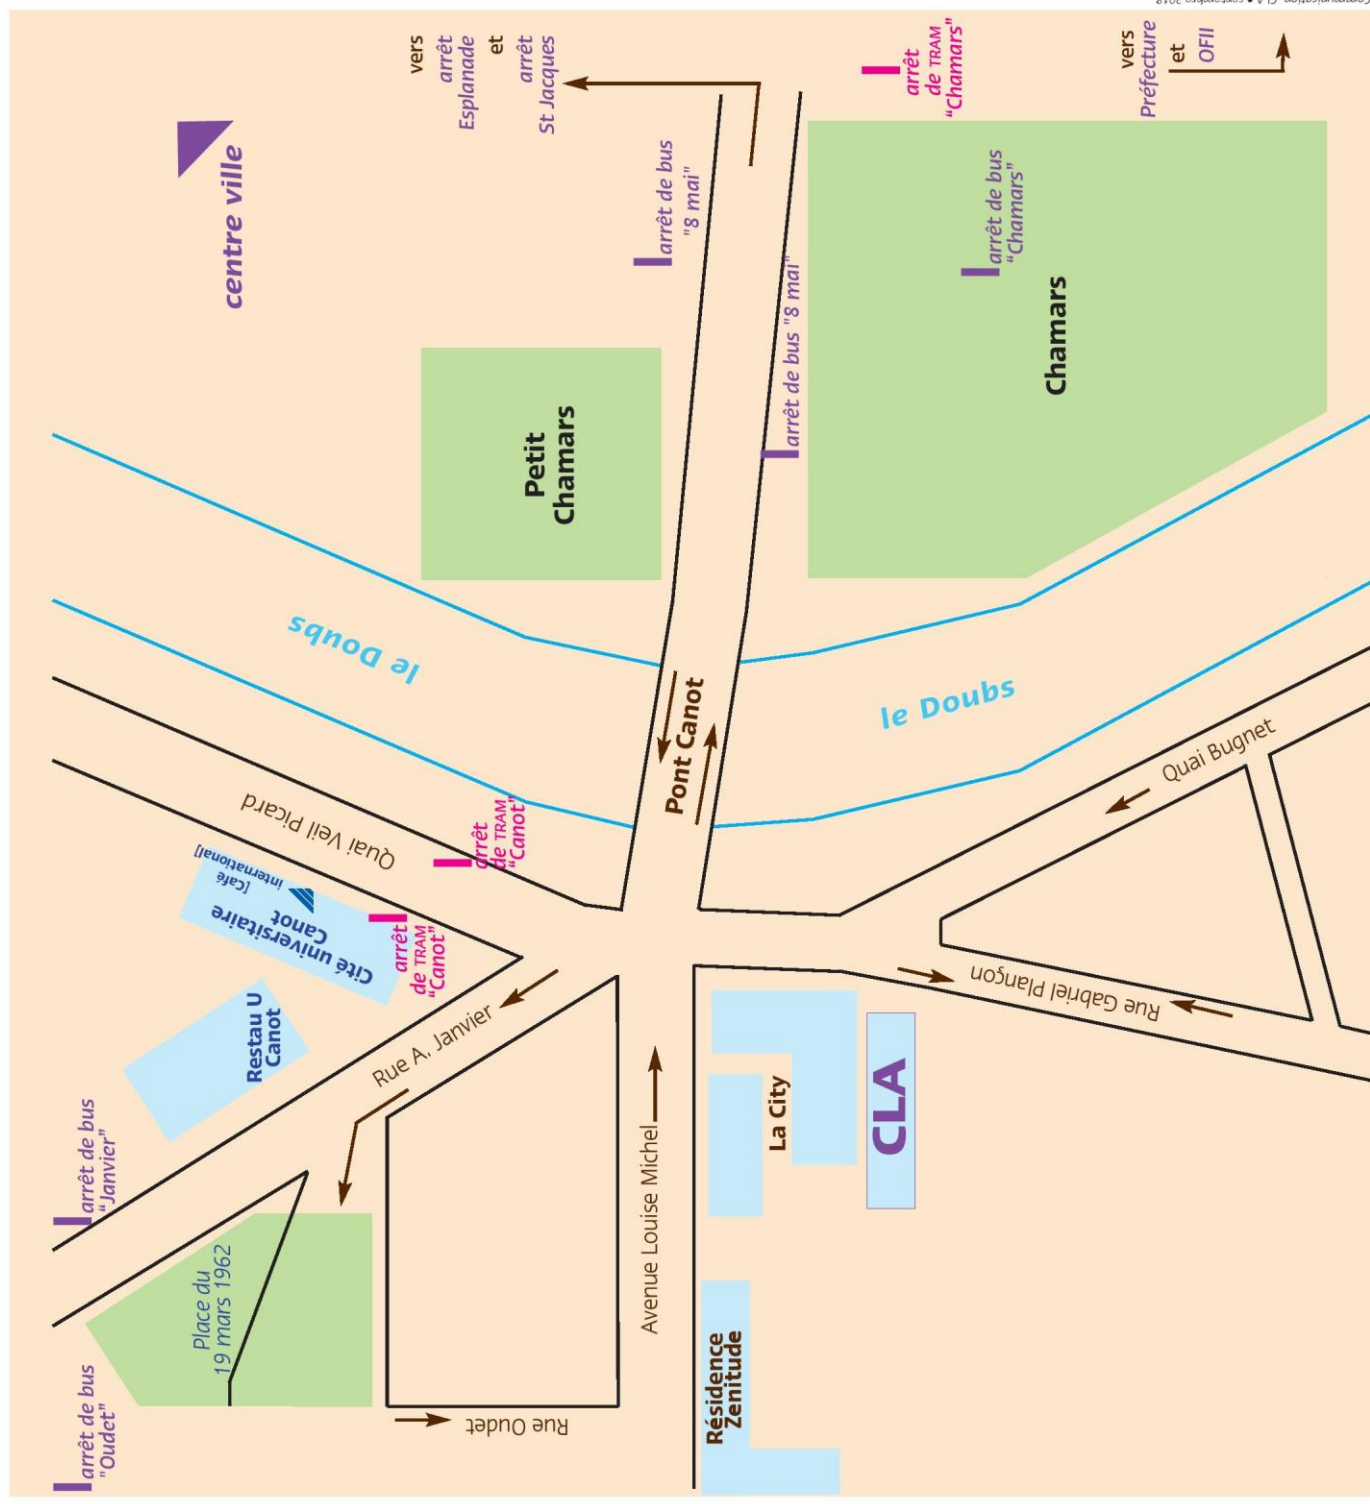 Communication CLA • septembre 2018
vers
arrêt
Esplanade
et
arrêt
St Jacques
arrêt
de TRAM
"Chamars"
vers
Préfecture
et
OFII
centre ville
arrêt de bus
"8 mai"
arrêt de bus "8 mai"
arrêt de bus
"Chamars"
Chamars
Petit
Chamars
le Doubs
le Doubs
Pont Canot
Quai Bugnet
Quai Veil Picard
arrêt
de TRAM
"Canot"
[Café
international]
Cité universitaire
Canot
arrêt
de TRAM
"Canot"
Restau U
Canot
Rue A. Janvier
Rue Gabriel Plançon
arrêt de bus
"Janvier"
La City
CLA
Avenue Louise Michel
Place du
19 mars 1962
Résidence
Zenitude
arrêt de bus
"Oudet"
Rue Oudet